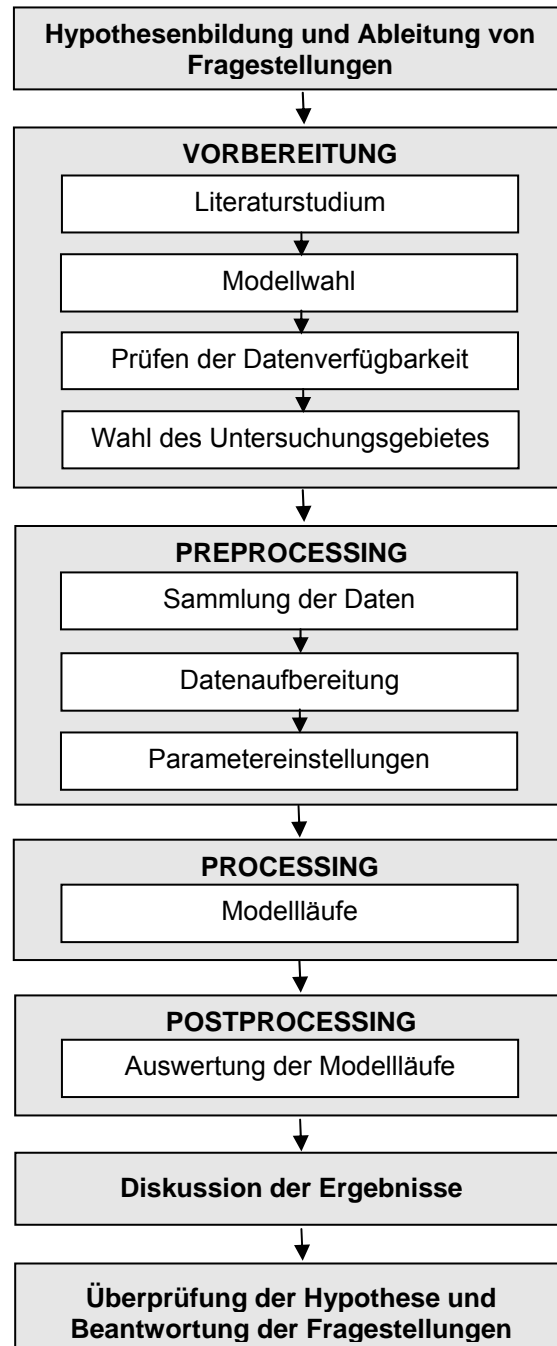 Hypothesenbildung und Ableitung von
Fragestellungen
VORBEREITUNG
Literaturstudium
Modellwahl
Prüfen der Datenverfügbarkeit
Wahl des Untersuchungsgebietes
PREPROCESSING
Sammlung der Daten
Datenaufbereitung
Parametereinstellungen
PROCESSING
Modellläufe
POSTPROCESSING
Auswertung der Modellläufe
Diskussion der Ergebnisse
Überprüfung der Hypothese und
Beantwortung der Fragestellungen